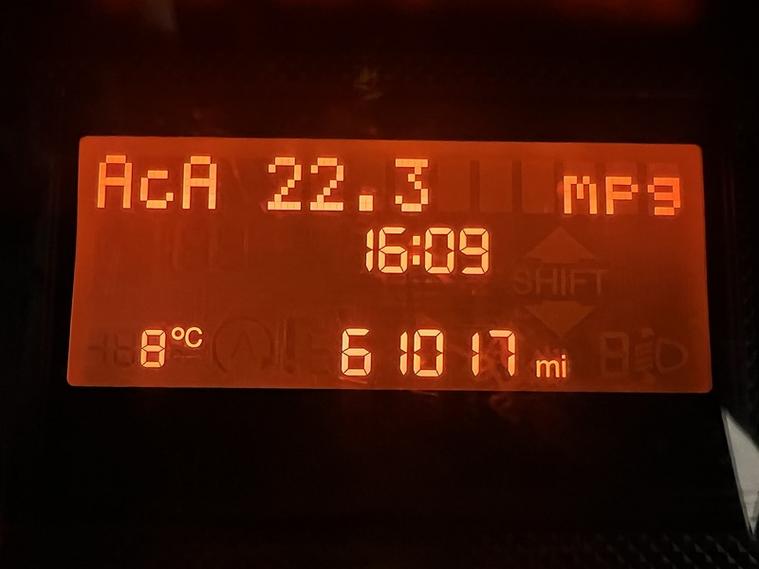 AcA 22.3 mpg
16:09
SHIFT
8°C 61017 mi